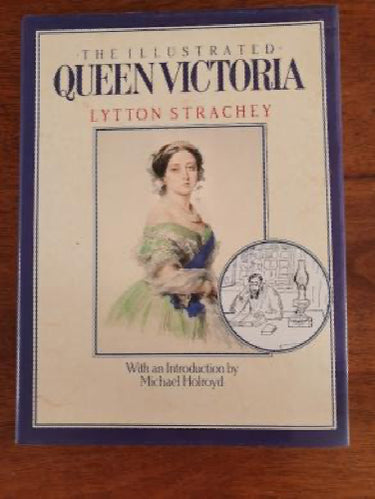 THE ILLUSTRATED
QUEEN VICTORIA
LYTTON STRACHEY
With an Introduction by
Michael Holroyd